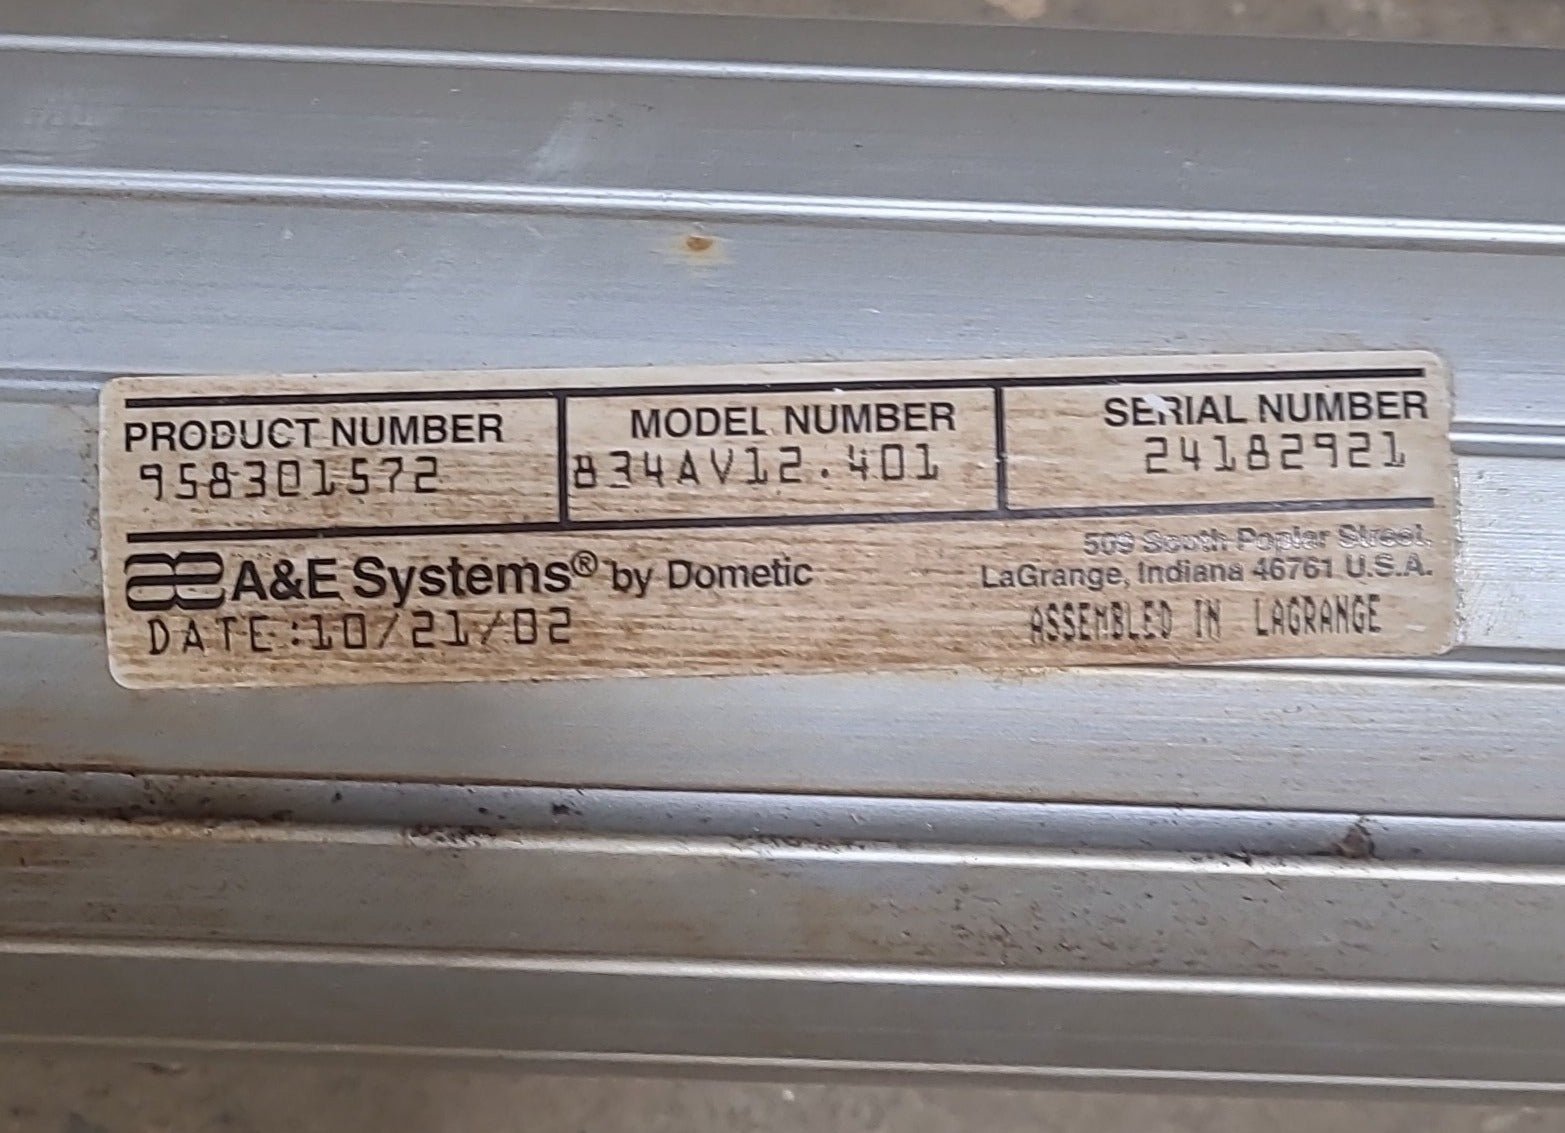 PRODUCT NUMBER MODEL NUMBER SERIAL NUMBER
958301572 834AV12.401 24182921
509 South Poplar Street,
A&E Systems® by Dometic LaGrange, Indiana 46761 U.S.A.
DATE:10/21/02 ASSEMBLED IN LAGRANGE